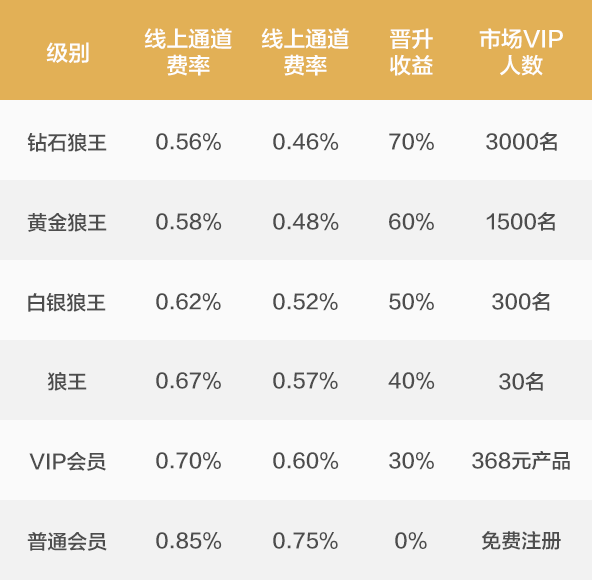 级别 线上通道费率 线上通道费率 晋升收益 市场VIP人数
钻石狼王 0.56% 0.46% 70% 3000名
黄金狼王 0.58% 0.48% 60% 1500名
白银狼王 0.62% 0.52% 50% 300名
狼王 0.67% 0.57% 40% 30名
VIP会员 0.70% 0.60% 30% 368元产品
普通会员 0.85% 0.75% 0% 免费注册